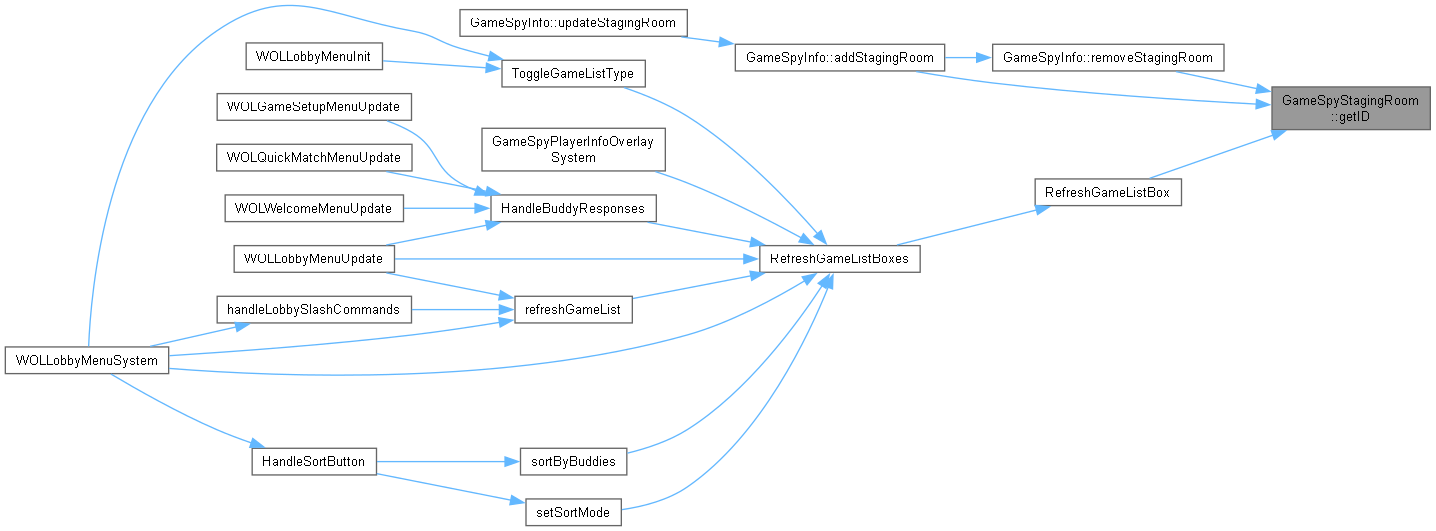 GameSpyInfo::updateStagingRoom
WOLLobbyMenuInit
GameSpyInfo::addStagingRoom
GameSpyInfo::removeStagingRoom
ToggleGameListType
GameSpyStagingRoom
::getID
WOLGameSetupMenuUpdate
GameSpyPlayerInfoOverlay
System
WOLQuickMatchMenuUpdate
RefreshGameListBox
WOLWelcomeMenuUpdate
HandleBuddyResponses
WOLLobbyMenuUpdate
RefreshGameListBoxes
handleLobbySlashCommands
refreshGameList
WOLLobbyMenuSystem
HandleSortButton
sortByBuddies
setSortMode